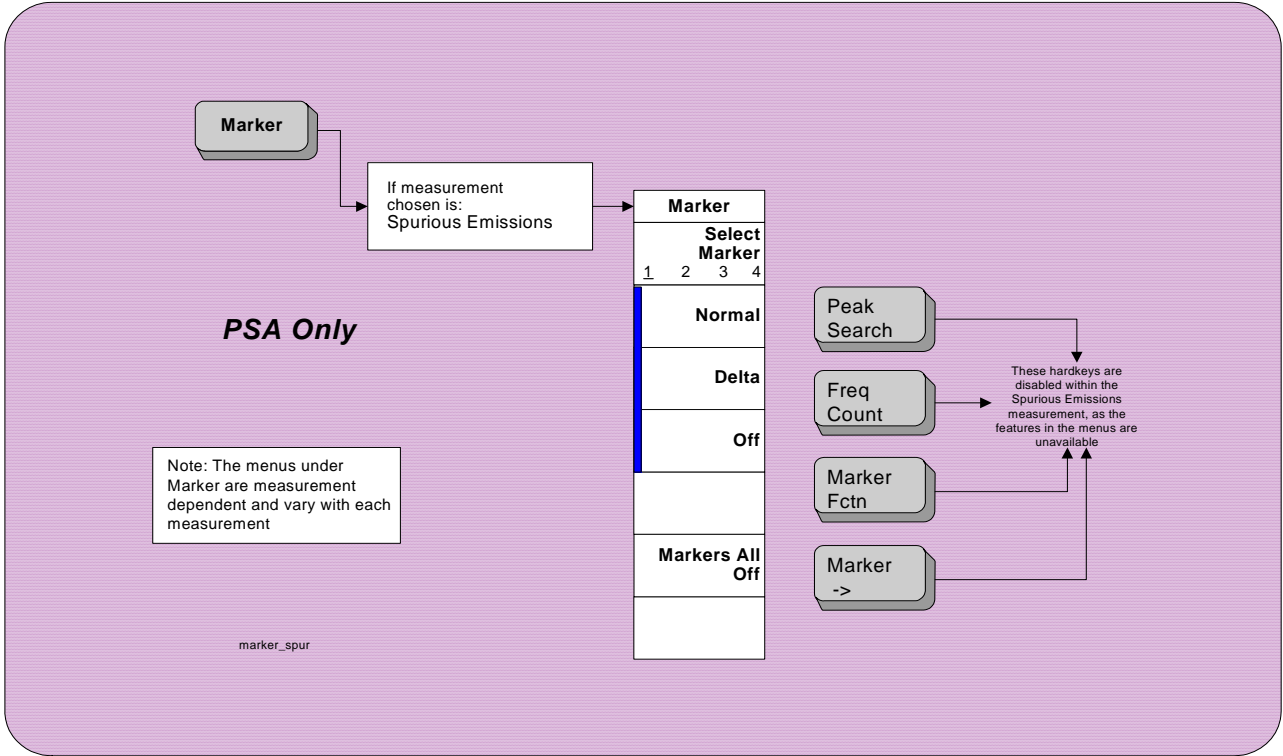 Marker
If measurement
chosen is:
Spurious Emissions
Marker
Select
Marker
1 2 3 4
Normal
Delta
Off
Markers All
Off
PSA Only
Note: The menus under
Marker are measurement
dependent and vary with each
measurement
marker_spur
Peak
Search
Freq
Count
Marker
Fctn
Marker
->
These hardkeys are
disabled within the
Spurious Emissions
measurement, as the
features in the menus are
unavailable